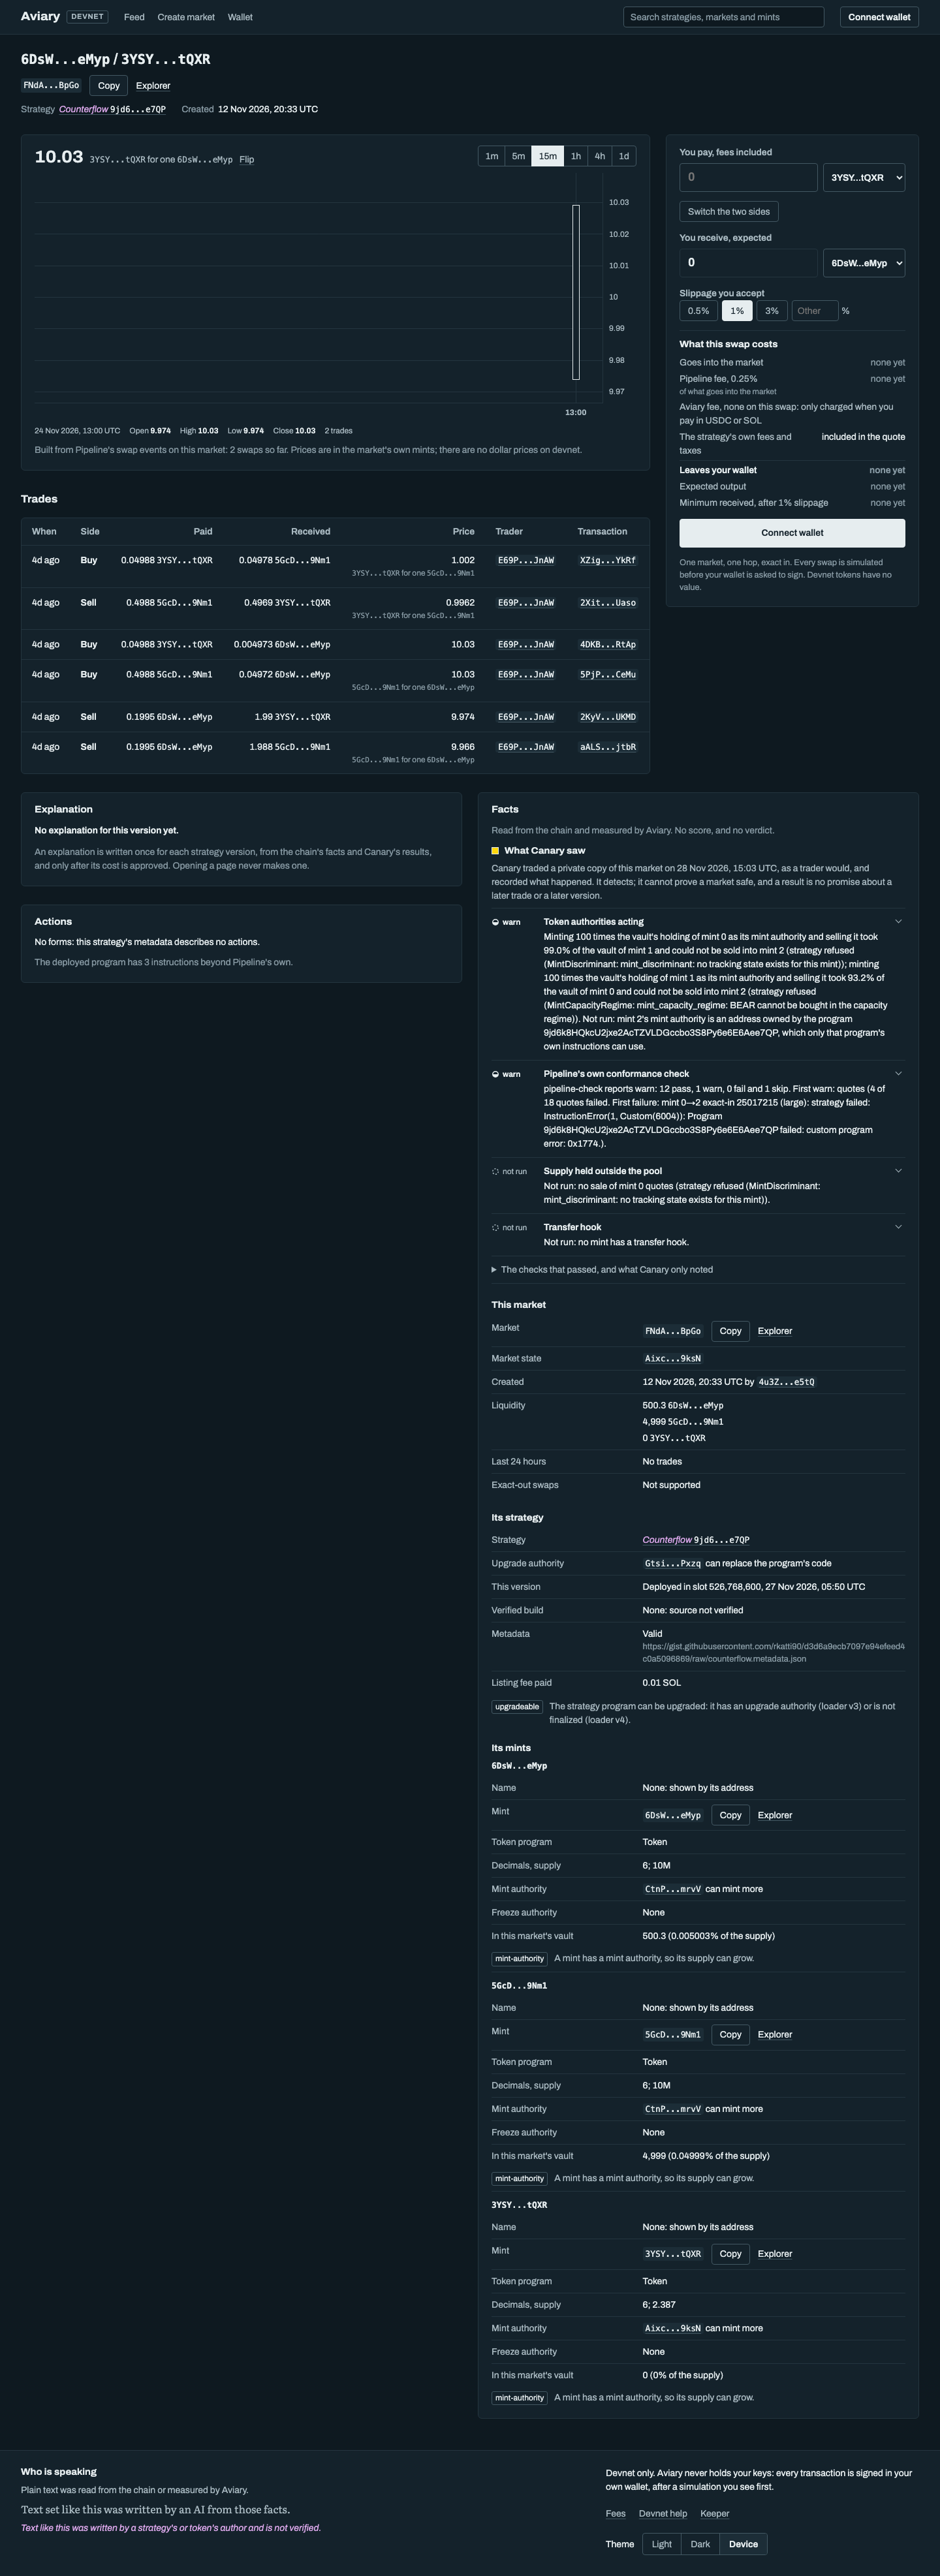 Aviary DEVNET Feed Create market Wallet Search strategies, markets and mints Connect wallet
6DsW...eMyp / 3YSY...tQXR
FNdA...BpGo Copy Explorer
Strategy Counterflow 9jd6...e7QP Created 12 Nov 2026, 20:33 UTC
10.03 3YSY...tQXR for one 6DsW...eMyp Flip
1m 5m 15m 1h 4h 1d
10.03
10.02
10.01
10
9.99
9.98
9.97
13:00
24 Nov 2026, 13:00 UTC Open 9.974 High 10.03 Low 9.974 Close 10.03 2 trades
Built from Pipeline's swap events on this market: 2 swaps so far. Prices are in the market's own mints; there are no dollar prices on devnet.
You pay, fees included
0 3YSY...tQXR
Switch the two sides
You receive, expected
0 6DsW...eMyp
Slippage you accept
0.5% 1% 3% Other %
What this swap costs
Goes into the market none yet
Pipeline fee, 0.25% none yet
of what goes into the market
Aviary fee, none on this swap: only charged when you
pay in USDC or SOL
The strategy's own fees and included in the quote
taxes
Leaves your wallet none yet
Expected output none yet
Minimum received, after 1% slippage none yet
Connect wallet
One market, one hop, exact in. Every swap is simulated
before your wallet is asked to sign. Devnet tokens have no
value.
Trades
When Side Paid Received Price Trader Transaction
4d ago Buy 0.04988 3YSY...tQXR 0.04978 5GcD...9Nm1 1.002 E69P...JnAW XZig...YkRf
3YSY...tQXR for one 5GcD...9Nm1
4d ago Sell 0.4988 5GcD...9Nm1 0.4969 3YSY...tQXR 0.9962 E69P...JnAW 2Xit...Uaso
3YSY...tQXR for one 5GcD...9Nm1
4d ago Buy 0.04988 3YSY...tQXR 0.004973 6DsW...eMyp 10.03 E69P...JnAW 4DKB...RtAp
4d ago Buy 0.4988 5GcD...9Nm1 0.04972 6DsW...eMyp 10.03 E69P...JnAW 5PjP...CeMu
5GcD...9Nm1 for one 6DsW...eMyp
4d ago Sell 0.1995 6DsW...eMyp 1.99 3YSY...tQXR 9.974 E69P...JnAW 2KyV...UKMD
4d ago Sell 0.1995 6DsW...eMyp 1.988 5GcD...9Nm1 9.966 E69P...JnAW aALS...jtbR
5GcD...9Nm1 for one 6DsW...eMyp
Explanation
No explanation for this version yet.
An explanation is written once for each strategy version, from the chain's facts and Canary's results,
and only after its cost is approved. Opening a page never makes one.
Actions
No forms: this strategy's metadata describes no actions.
The deployed program has 3 instructions beyond Pipeline's own.
Facts
Read from the chain and measured by Aviary. No score, and no verdict.
What Canary saw
Canary traded a private copy of this market on 28 Nov 2026, 15:03 UTC, as a trader would, and
recorded what happened. It detects; it cannot prove a market safe, and a result is no promise about a
later trade or a later version.
warn Token authorities acting
Minting 100 times the vault's holding of mint 0 as its mint authority and selling it took
99.0% of the vault of mint 1 and could not be sold into mint 2 (strategy refused
(MintDiscriminant: mint_discriminant: no tracking state exists for this mint)); minting
100 times the vault's holding of mint 1 as its mint authority and selling it took 93.2% of
the vault of mint 0 and could not be sold into mint 2 (strategy refused
(MintCapacityRegime: mint_capacity_regime: BEAR cannot be bought in the capacity
regime)). Not run: mint 2's mint authority is an address owned by the program
9jd6k8HQkcU2jxe2AcTZVLDGccbo3S8Py6e6E6Aee7QP, which only that program's
own instructions can use.
warn Pipeline's own conformance check
pipeline-check reports warn: 12 pass, 1 warn, 0 fail and 1 skip. First warn: quotes (4 of
18 quotes failed. First failure: mint 0→2 exact-in 25017215 (large): strategy failed:
InstructionError(1, Custom(6004)): Program
9jd6k8HQkcU2jxe2AcTZVLDGccbo3S8Py6e6E6Aee7QP failed: custom program
error: 0x1774.).
not run Supply held outside the pool
Not run: no sale of mint 0 quotes (strategy refused (MintDiscriminant:
mint_discriminant: no tracking state exists for this mint)).
not run Transfer hook
Not run: no mint has a transfer hook.
The checks that passed, and what Canary only noted
This market
Market FNdA...BpGo Copy Explorer
Market state Aixc...9ksN
Created 12 Nov 2026, 20:33 UTC by 4u3Z...e5tQ
Liquidity 500.3 6DsW...eMyp
4,999 5GcD...9Nm1
0 3YSY...tQXR
Last 24 hours No trades
Exact-out swaps Not supported
Its strategy
Strategy Counterflow 9jd6...e7QP
Upgrade authority Gtsi...Pxzq can replace the program's code
This version Deployed in slot 526,768,600, 27 Nov 2026, 05:50 UTC
Verified build None: source not verified
Metadata Valid
https://gist.githubusercontent.com/rkatti90/d3d6a9ecb7097e94efeed4
c0a5096869/raw/counterflow.metadata.json
Listing fee paid 0.01 SOL
upgradeable The strategy program can be upgraded: it has an upgrade authority (loader v3) or is not
finalized (loader v4).
Its mints
6DsW...eMyp
Name None: shown by its address
Mint 6DsW...eMyp Copy Explorer
Token program Token
Decimals, supply 6; 10M
Mint authority CtnP...mrvV can mint more
Freeze authority None
In this market's vault 500.3 (0.005003% of the supply)
mint-authority A mint has a mint authority, so its supply can grow.
5GcD...9Nm1
Name None: shown by its address
Mint 5GcD...9Nm1 Copy Explorer
Token program Token
Decimals, supply 6; 10M
Mint authority CtnP...mrvV can mint more
Freeze authority None
In this market's vault 4,999 (0.04999% of the supply)
mint-authority A mint has a mint authority, so its supply can grow.
3YSY...tQXR
Name None: shown by its address
Mint 3YSY...tQXR Copy Explorer
Token program Token
Decimals, supply 6; 2.387
Mint authority Aixc...9ksN can mint more
Freeze authority None
In this market's vault 0 (0% of the supply)
mint-authority A mint has a mint authority, so its supply can grow.
Who is speaking
Plain text was read from the chain or measured by Aviary.
Text set like this was written by an AI from those facts.
Text like this was written by a strategy's or token's author and is not verified.
Devnet only. Aviary never holds your keys: every transaction is signed in your
own wallet, after a simulation you see first.
Fees Devnet help Keeper
Theme Light Dark Device